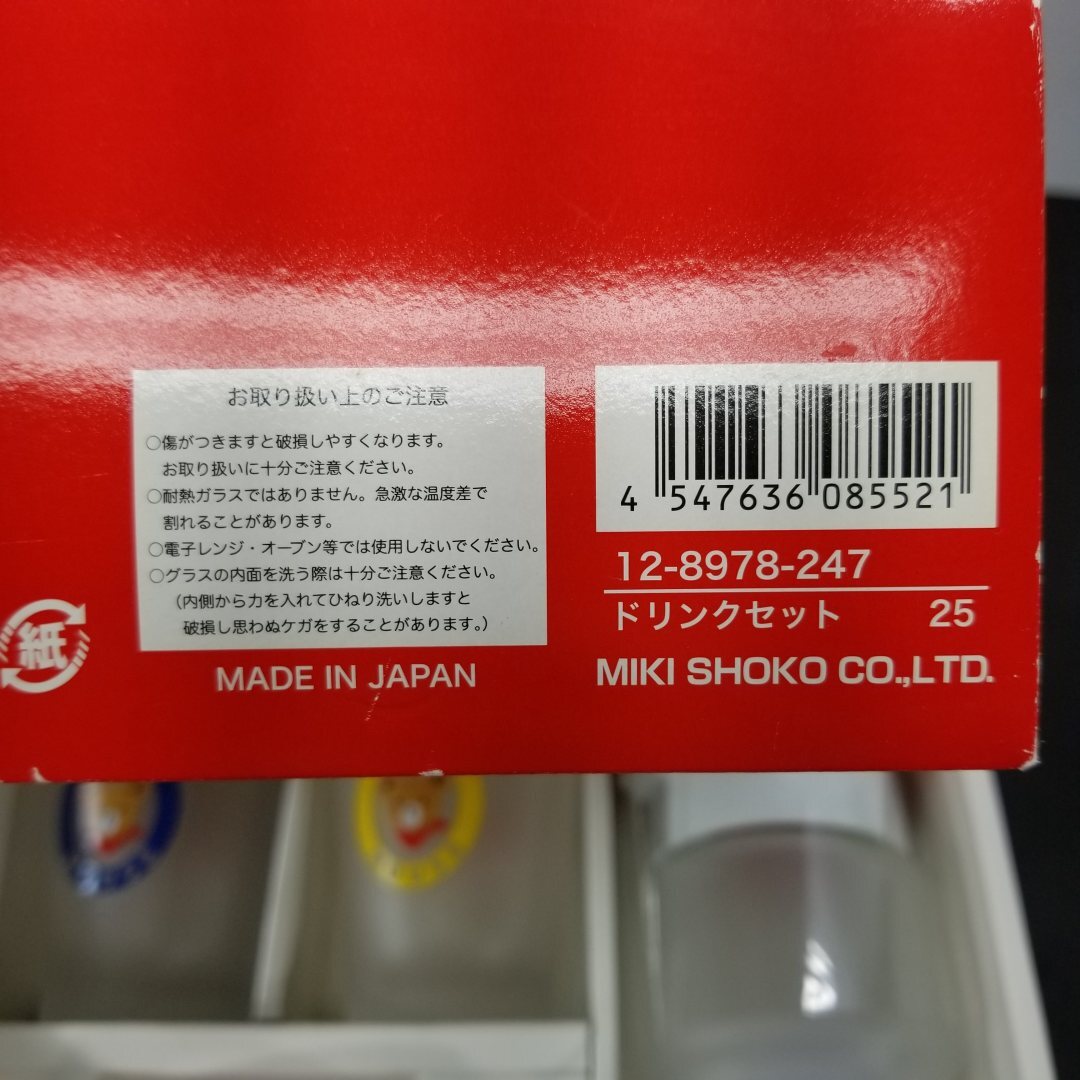 お取り扱い上のご注意
○傷がつきますと破損しやすくなります。
お取り扱いに十分ご注意ください。
○耐熱ガラスではありません。急激な温度差で
割れることがあります。
○電子レンジ・オーブン等では使用しないでください。
○グラスの内面を洗う際は十分ご注意ください。
（内側から力を入れてひねり洗いしますと
破損し思わぬケガをすることがあります。）
紙
MADE IN JAPAN
4 547636 085521
12-8978-247
ドリンクセット 25
MIKI SHOKO CO.,LTD.